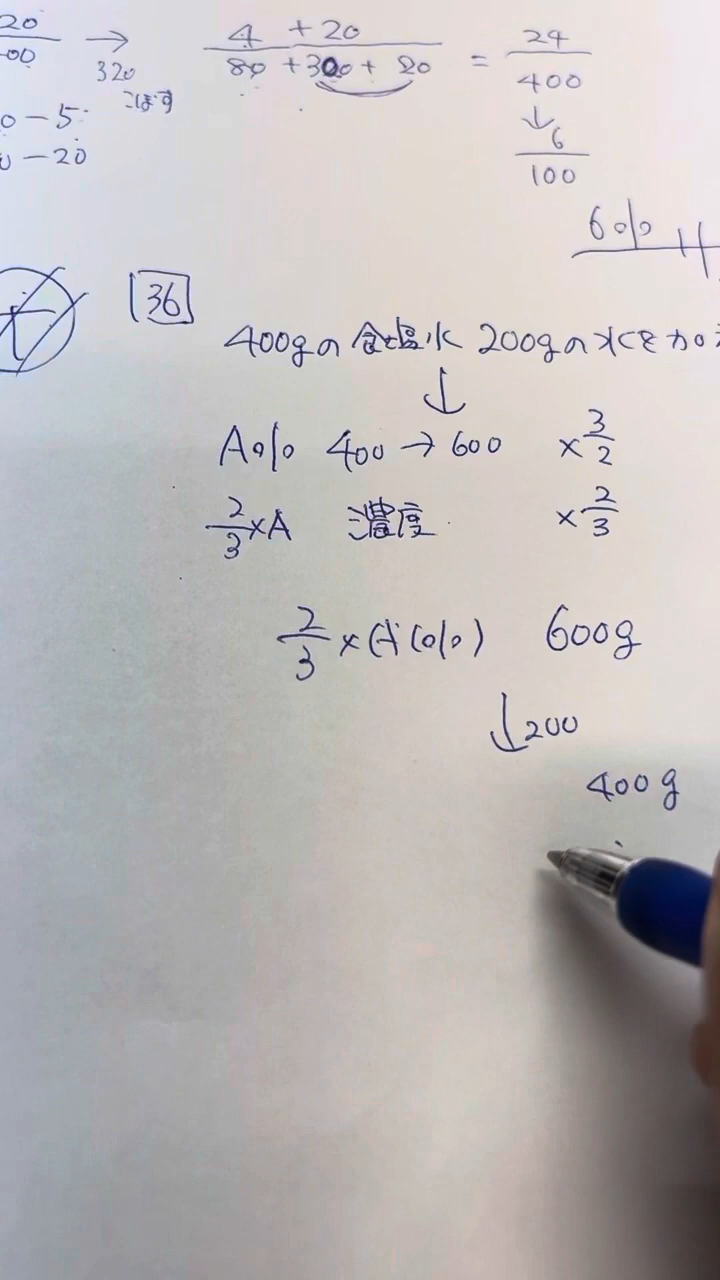 20/00 → 4 + 20 / 80 + 300 + 20 = 24/400
320
こぼす
0 - 5
↓
6/100
0 - 20
6%
[36]
400gの食塩水 200gの水を加え
↓
A% 400 → 600 × 3/2
2/3 × A 濃度 × 2/3
2/3 × A(%) 600g
↓ 200
400g